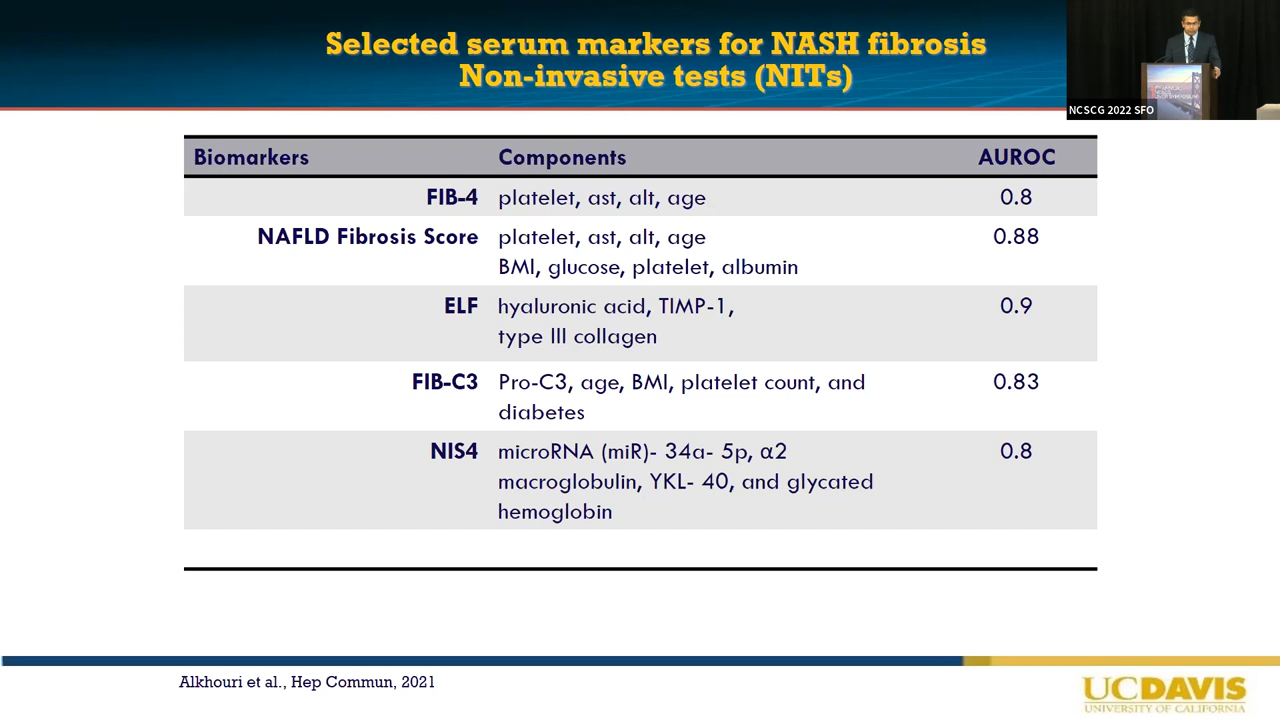 Selected serum markers for NASH fibrosis
Non-invasive tests (NITs)
NCSCG 2022 SFO
Biomarkers Components AUROC
FIB-4 platelet, ast, alt, age 0.8
NAFLD Fibrosis Score platelet, ast, alt, age 0.88
BMI, glucose, platelet, albumin
ELF hyaluronic acid, TIMP-1, 0.9
type III collagen
FIB-C3 Pro-C3, age, BMI, platelet count, and 0.83
diabetes
NIS4 microRNA (miR)- 34a- 5p, α2 0.8
macroglobulin, YKL- 40, and glycated
hemoglobin
Alkhouri et al., Hep Commun, 2021
UCDAVIS
UNIVERSITY OF CALIFORNIA